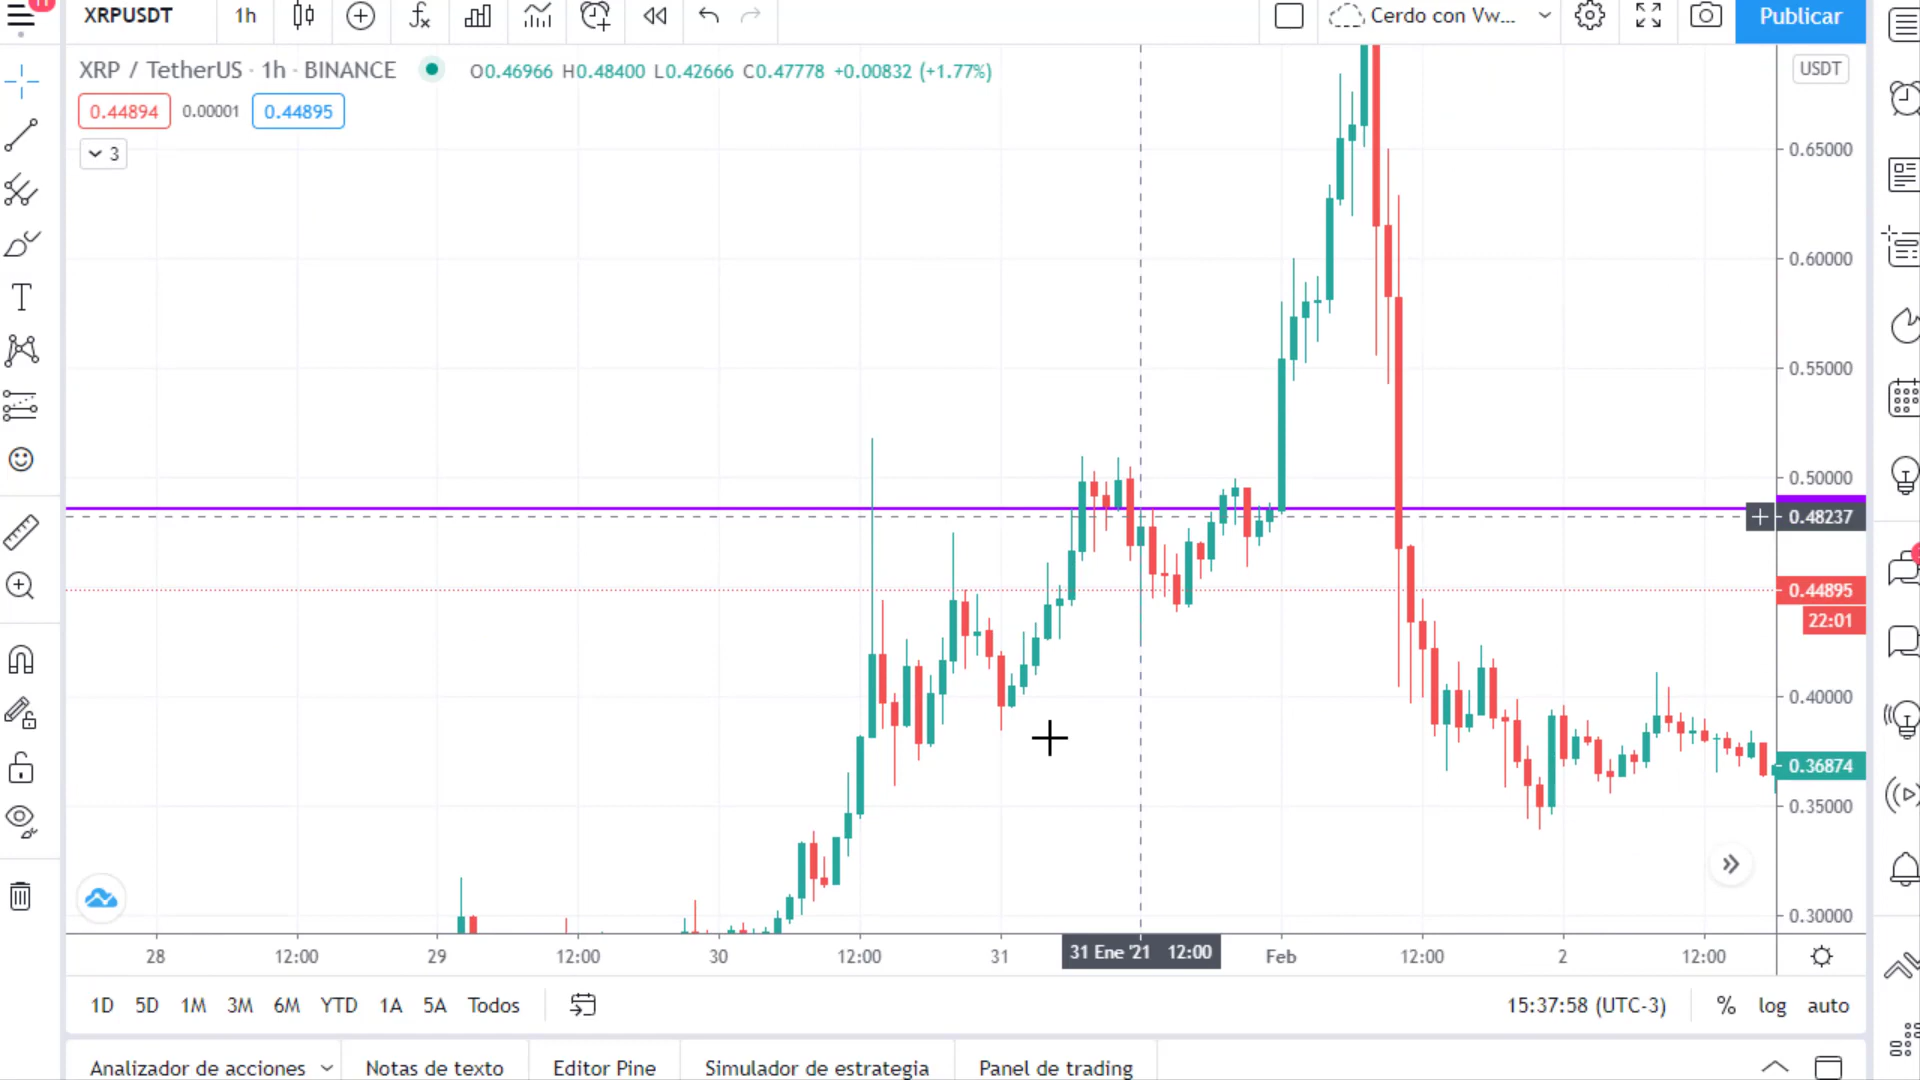 11
XRPUSDT 1h Cerdo con Vw... Publicar
XRP / TetherUS · 1h · BINANCE O0.46966 H0.48400 L0.42666 C0.47778 +0.00832 (+1.77%)
USDT
0.44894 0.00001 0.44895
3
0.65000
0.60000
0.55000
0.50000
0.48237
0.44895
22:01
0.40000
0.36874
0.35000
0.30000
28 12:00 29 12:00 30 12:00 31 31 Ene '21 12:00 Feb 12:00 2 12:00
1D 5D 1M 3M 6M YTD 1A 5A Todos 15:37:58 (UTC-3) % log auto
Analizador de acciones Notas de texto Editor Pine Simulador de estrategia Panel de trading